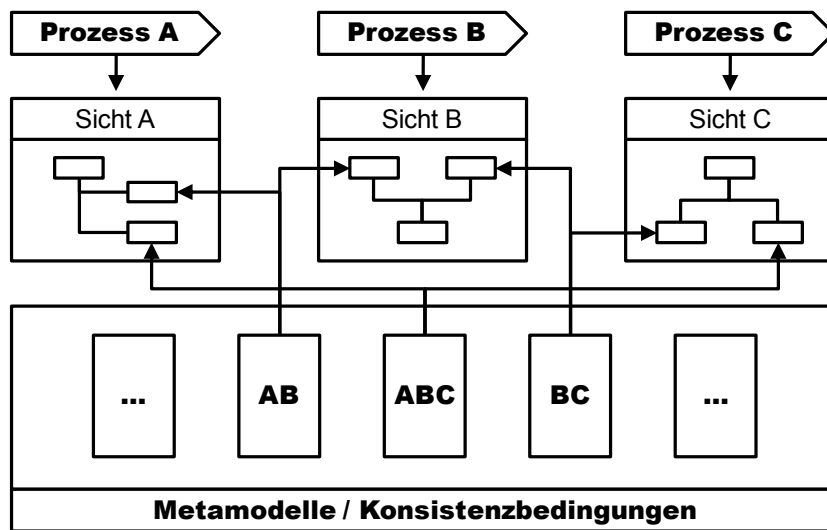 Prozess A
Prozess B
Prozess C
Sicht A
Sicht B
Sicht C
...
AB
ABC
BC
...
Metamodelle / Konsistenzbedingungen